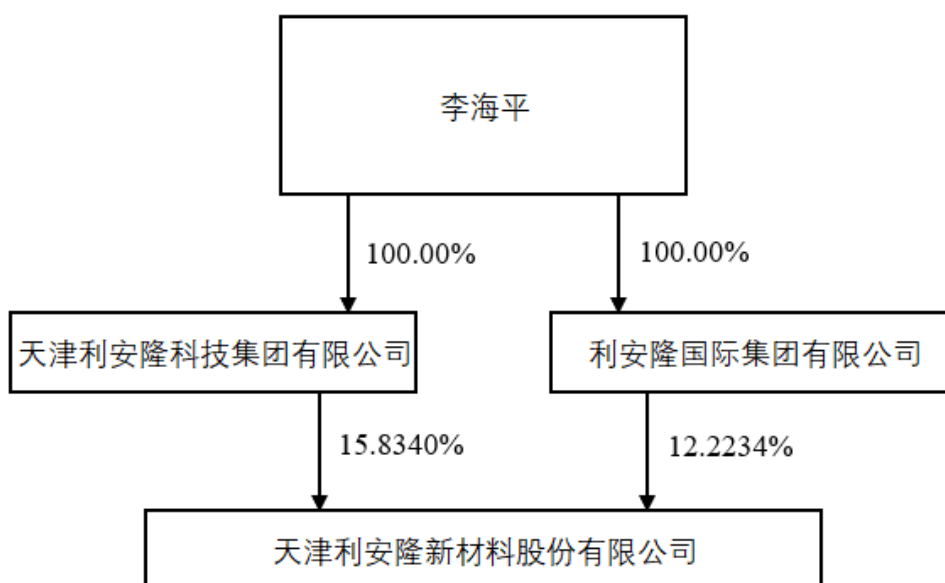 李海平
100.00%
100.00%
天津利安隆科技集团有限公司
利安隆国际集团有限公司
15.8340%
12.2234%
天津利安隆新材料股份有限公司